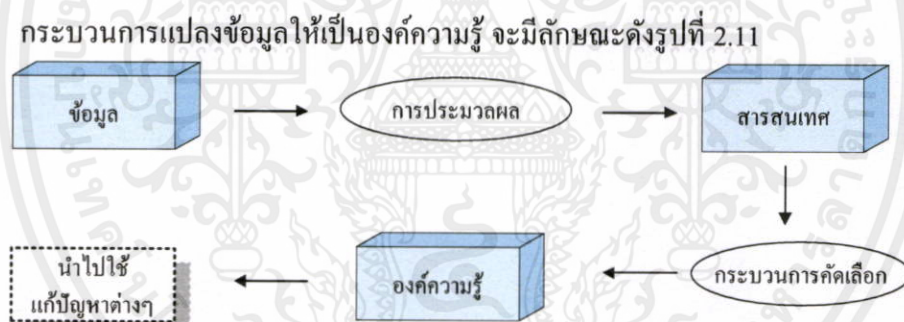 กระบวนการแปลงข้อมูลให้เป็นองค์ความรู้ จะมีลักษณะดังรูปที่ 2.11
ข้อมูล
การประมวลผล
สารสนเทศ
กระบวนการคัดเลือก
องค์ความรู้
นำไปใช้
แก้ปัญหาต่างๆ